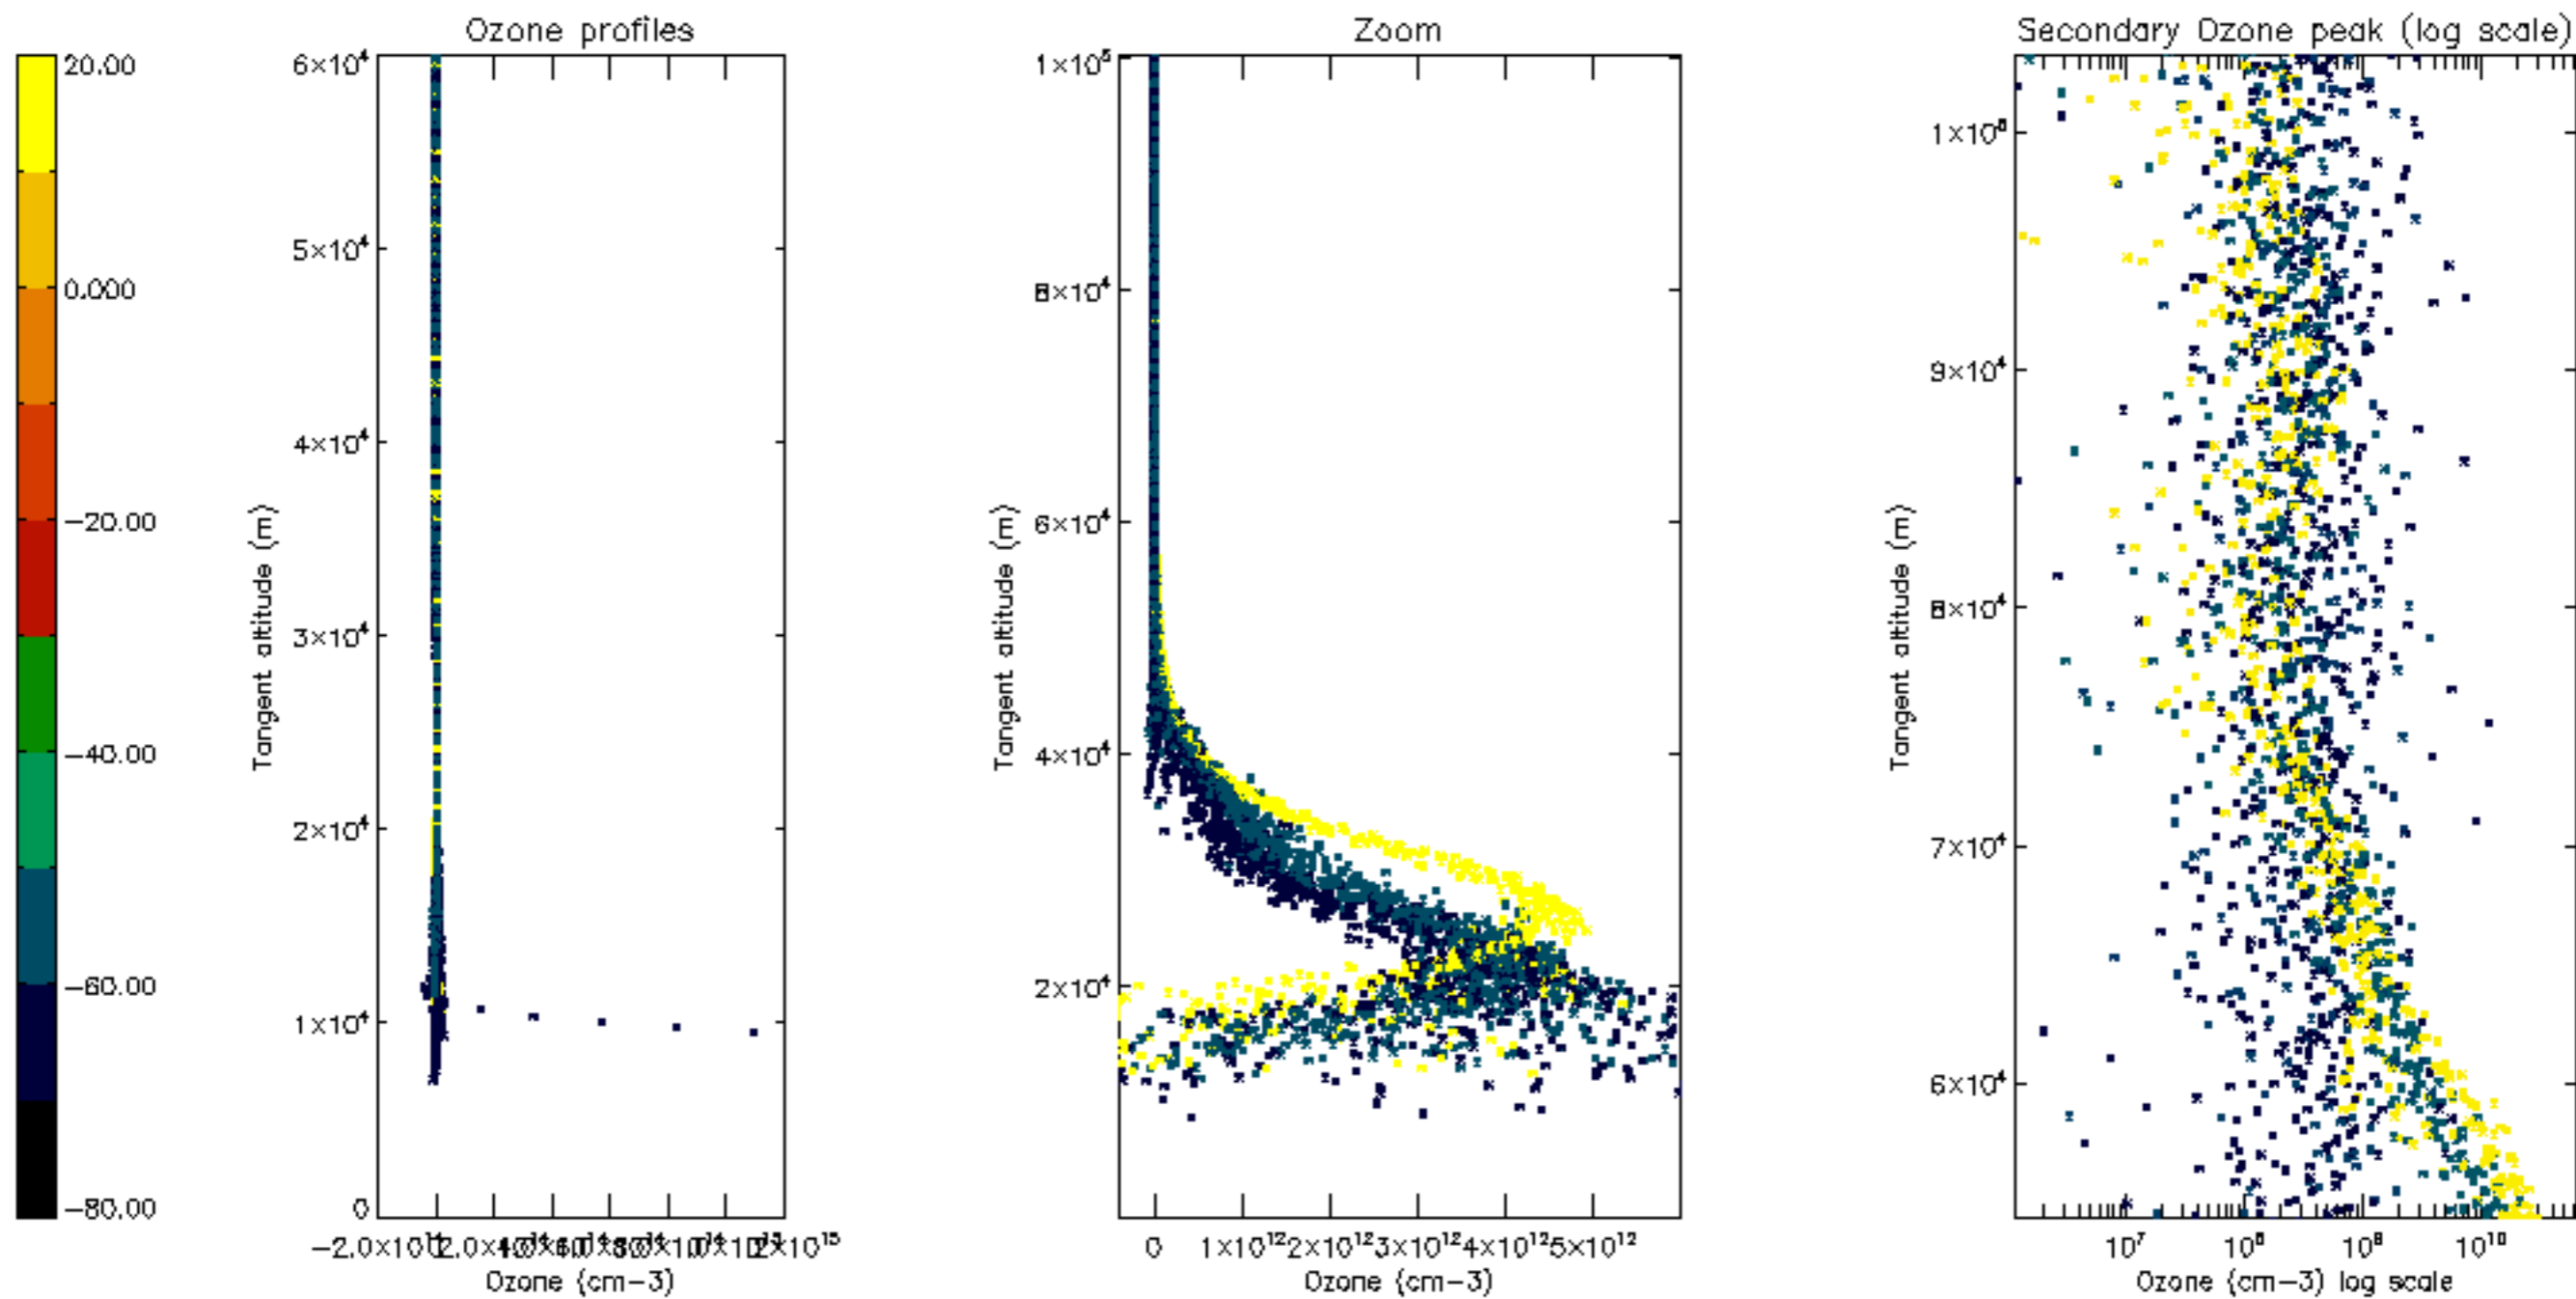 Ozone profiles
Zoom
Secondary Ozone peak (log scale)
20.00
0.000
−20.00
−40.00
−60.00
−80.00
6×10⁴
5×10⁴
4×10⁴
3×10⁴
2×10⁴
1×10⁴
0
Tangent altitude (m)
Ozone (cm−3)
1×10⁵
8×10⁴
6×10⁴
4×10⁴
2×10⁴
Tangent altitude (m)
0 1×10¹² 2×10¹² 3×10¹² 4×10¹² 5×10¹²
Ozone (cm−3)
9×10⁴
8×10⁴
7×10⁴
6×10⁴
Tangent altitude (m)
10⁷ 10⁸ 10⁹ 10¹⁰
Ozone (cm−3) log scale